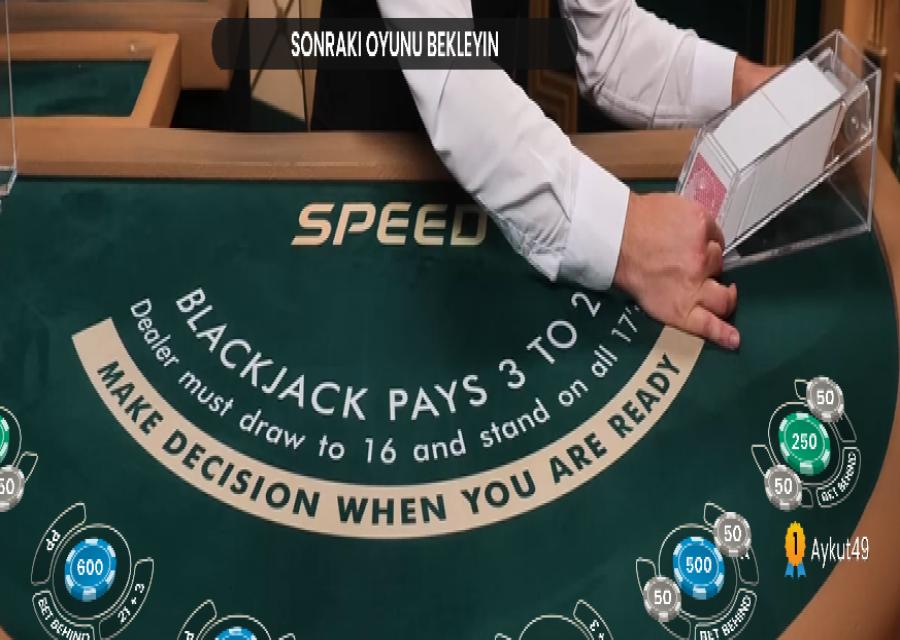 SONRAKI OYUNU BEKLEYIN
SPEED
BLACKJACK PAYS 3 TO 2
Dealer must draw to 16 and stand on all 17's
MAKE DECISION WHEN YOU ARE READY
50
250
50
BET BEHIND
50
1 Aykut49
50
500
50
BET BEHIND
PP
600
21 + 3
BET BEHIND